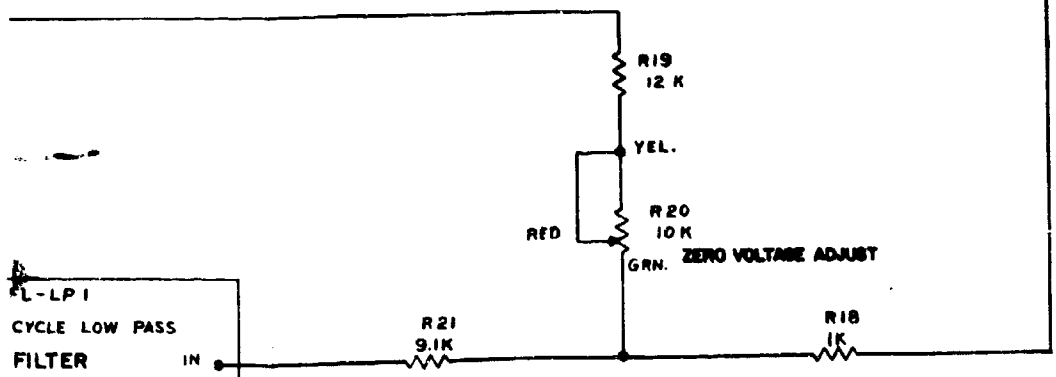 R19
12 K
YEL.
R20
10 K
RED
ZERO VOLTAGE ADJUST
GRN.
L-LP1
CYCLE LOW PASS
FILTER
IN
R21
9.1K
R18
1K